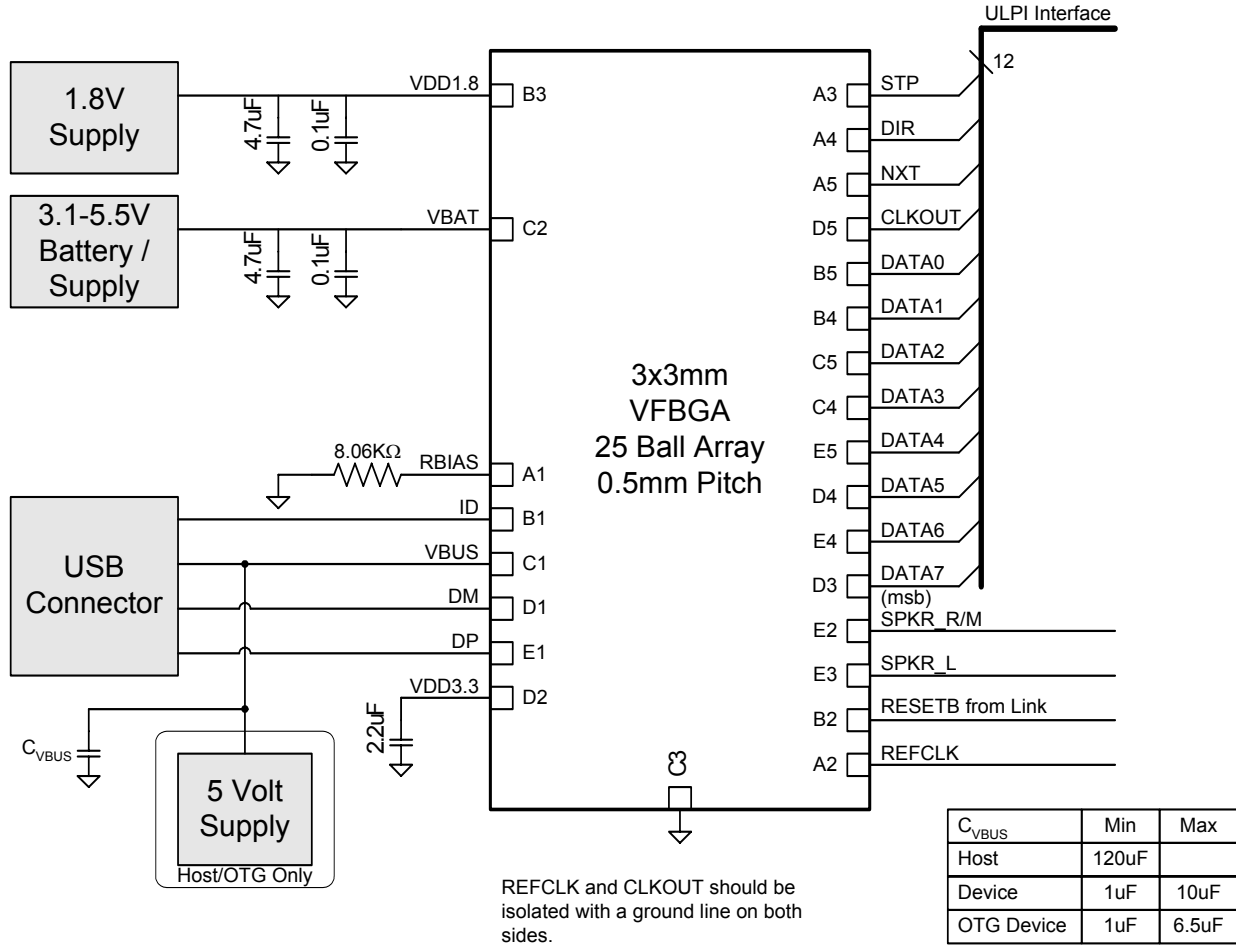 ULPI Interface
12
1.8V
Supply
4.7uF
0.1uF
VDD1.8
B3
3.1-5.5V
Battery /
Supply
4.7uF
0.1uF
VBAT
C2
8.06KΩ
RBIAS
A1
USB
Connector
ID
B1
VBUS
C1
DM
D1
DP
E1
VDD3.3
D2
2.2uF
CVBUS
5 Volt
Supply
Host/OTG Only
3x3mm
VFBGA
25 Ball Array
0.5mm Pitch
C3
A3
STP
A4
DIR
A5
NXT
D5
CLKOUT
B5
DATA0
B4
DATA1
C5
DATA2
C4
DATA3
E5
DATA4
D4
DATA5
E4
DATA6
D3
DATA7
(msb)
E2
SPKR_R/M
E3
SPKR_L
B2
RESETB from Link
A2
REFCLK
REFCLK and CLKOUT should be
isolated with a ground line on both
sides.
CVBUS Min Max
Host 120uF
Device 1uF 10uF
OTG Device 1uF 6.5uF